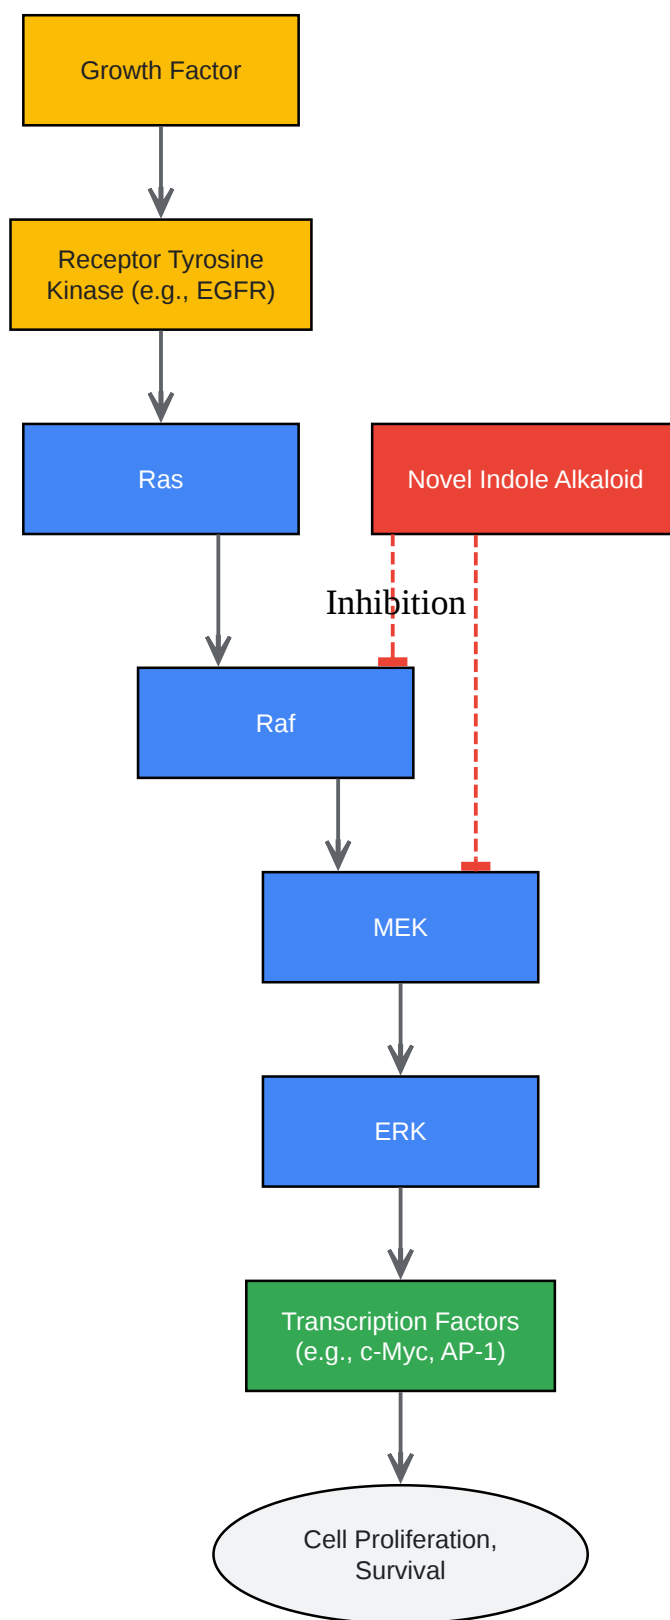 Growth Factor
Receptor Tyrosine
Kinase (e.g., EGFR)
Ras
Novel Indole Alkaloid
Inhibition
Raf
MEK
ERK
Transcription Factors
(e.g., c-Myc, AP-1)
Cell Proliferation,
Survival